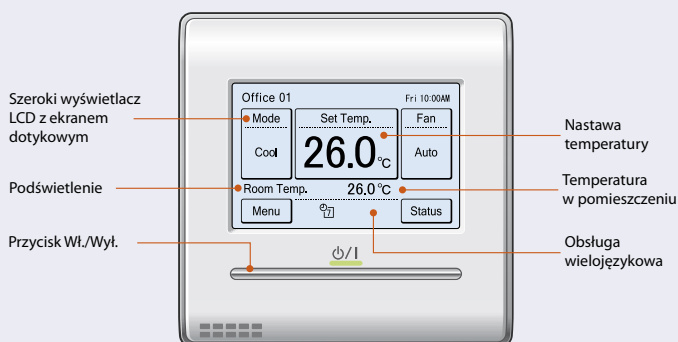 Szeroki wyświetlacz
LCD z ekranem
dotykowym
Podświetlenie
Przycisk Wł./Wył.
Office 01
Fri 10:00AM
Mode
Set Temp.
Fan
Cool
26.0°C
Auto
Room Temp.
26.0°C
Menu
7
Status
Nastawa
temperatury
Temperatura
w pomieszczeniu
Obsługa
wielojęzykowa